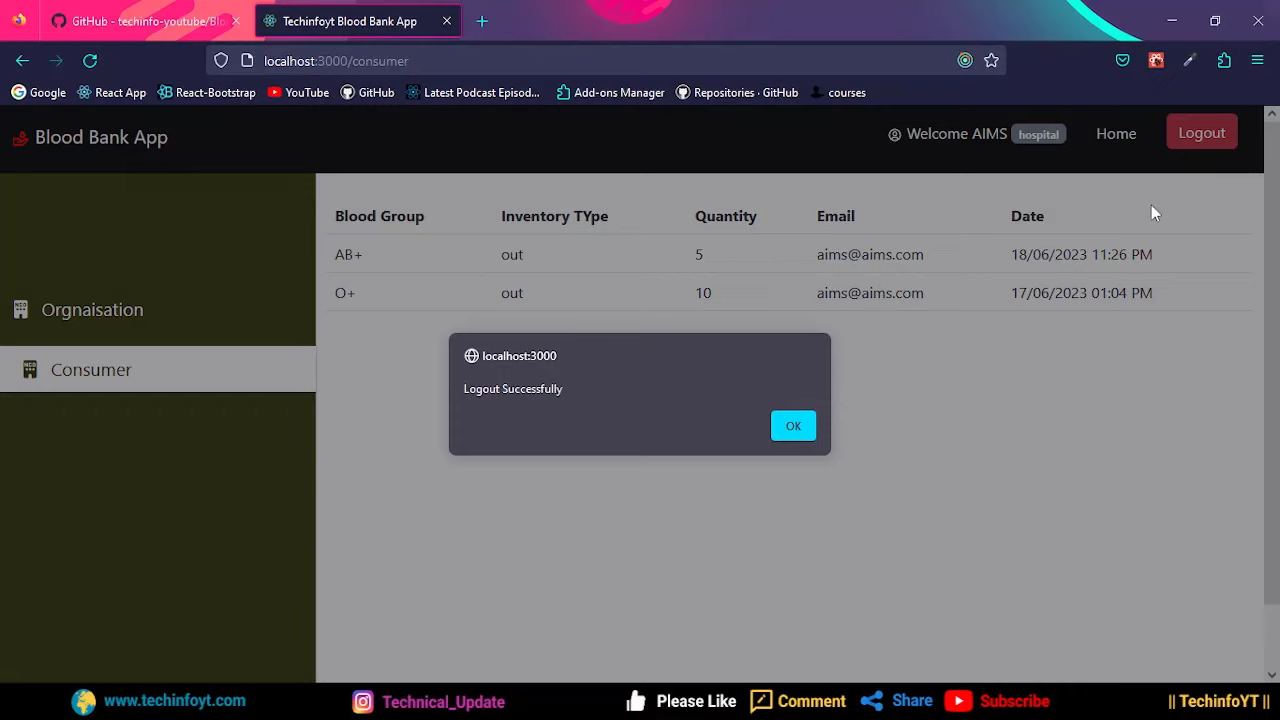 GitHub - techinfo-youtube/Blo
Techinfoyt Blood Bank App
localhost:3000/consumer
Google
React App
React-Bootstrap
YouTube
GitHub
Latest Podcast Episod...
Add-ons Manager
Repositories · GitHub
courses
Blood Bank App
Welcome AIMS hospital
Home
Logout
Orgnaisation
Consumer
Blood Group Inventory TYpe Quantity Email Date
AB+ out 5 aims@aims.com 18/06/2023 11:26 PM
O+ out 10 aims@aims.com 17/06/2023 01:04 PM
localhost:3000
Logout Successfully
OK
www.techinfoyt.com
Technical_Update
Please Like
Comment
Share
Subscribe
|| TechinfoYT ||